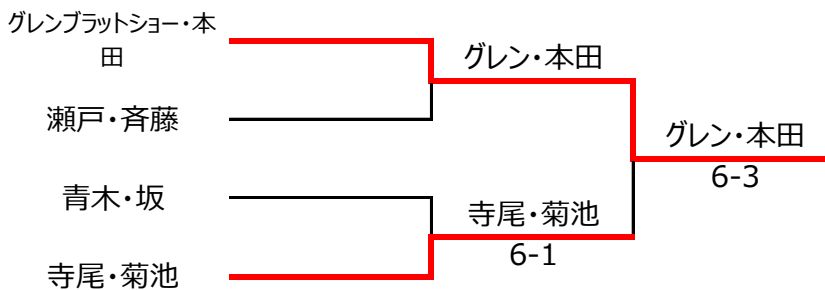 グレンブラットショー・本
田
グレン・本田
瀬戸・斉藤
グレン・本田
6-3
青木・坂
寺尾・菊池
6-1
寺尾・菊池